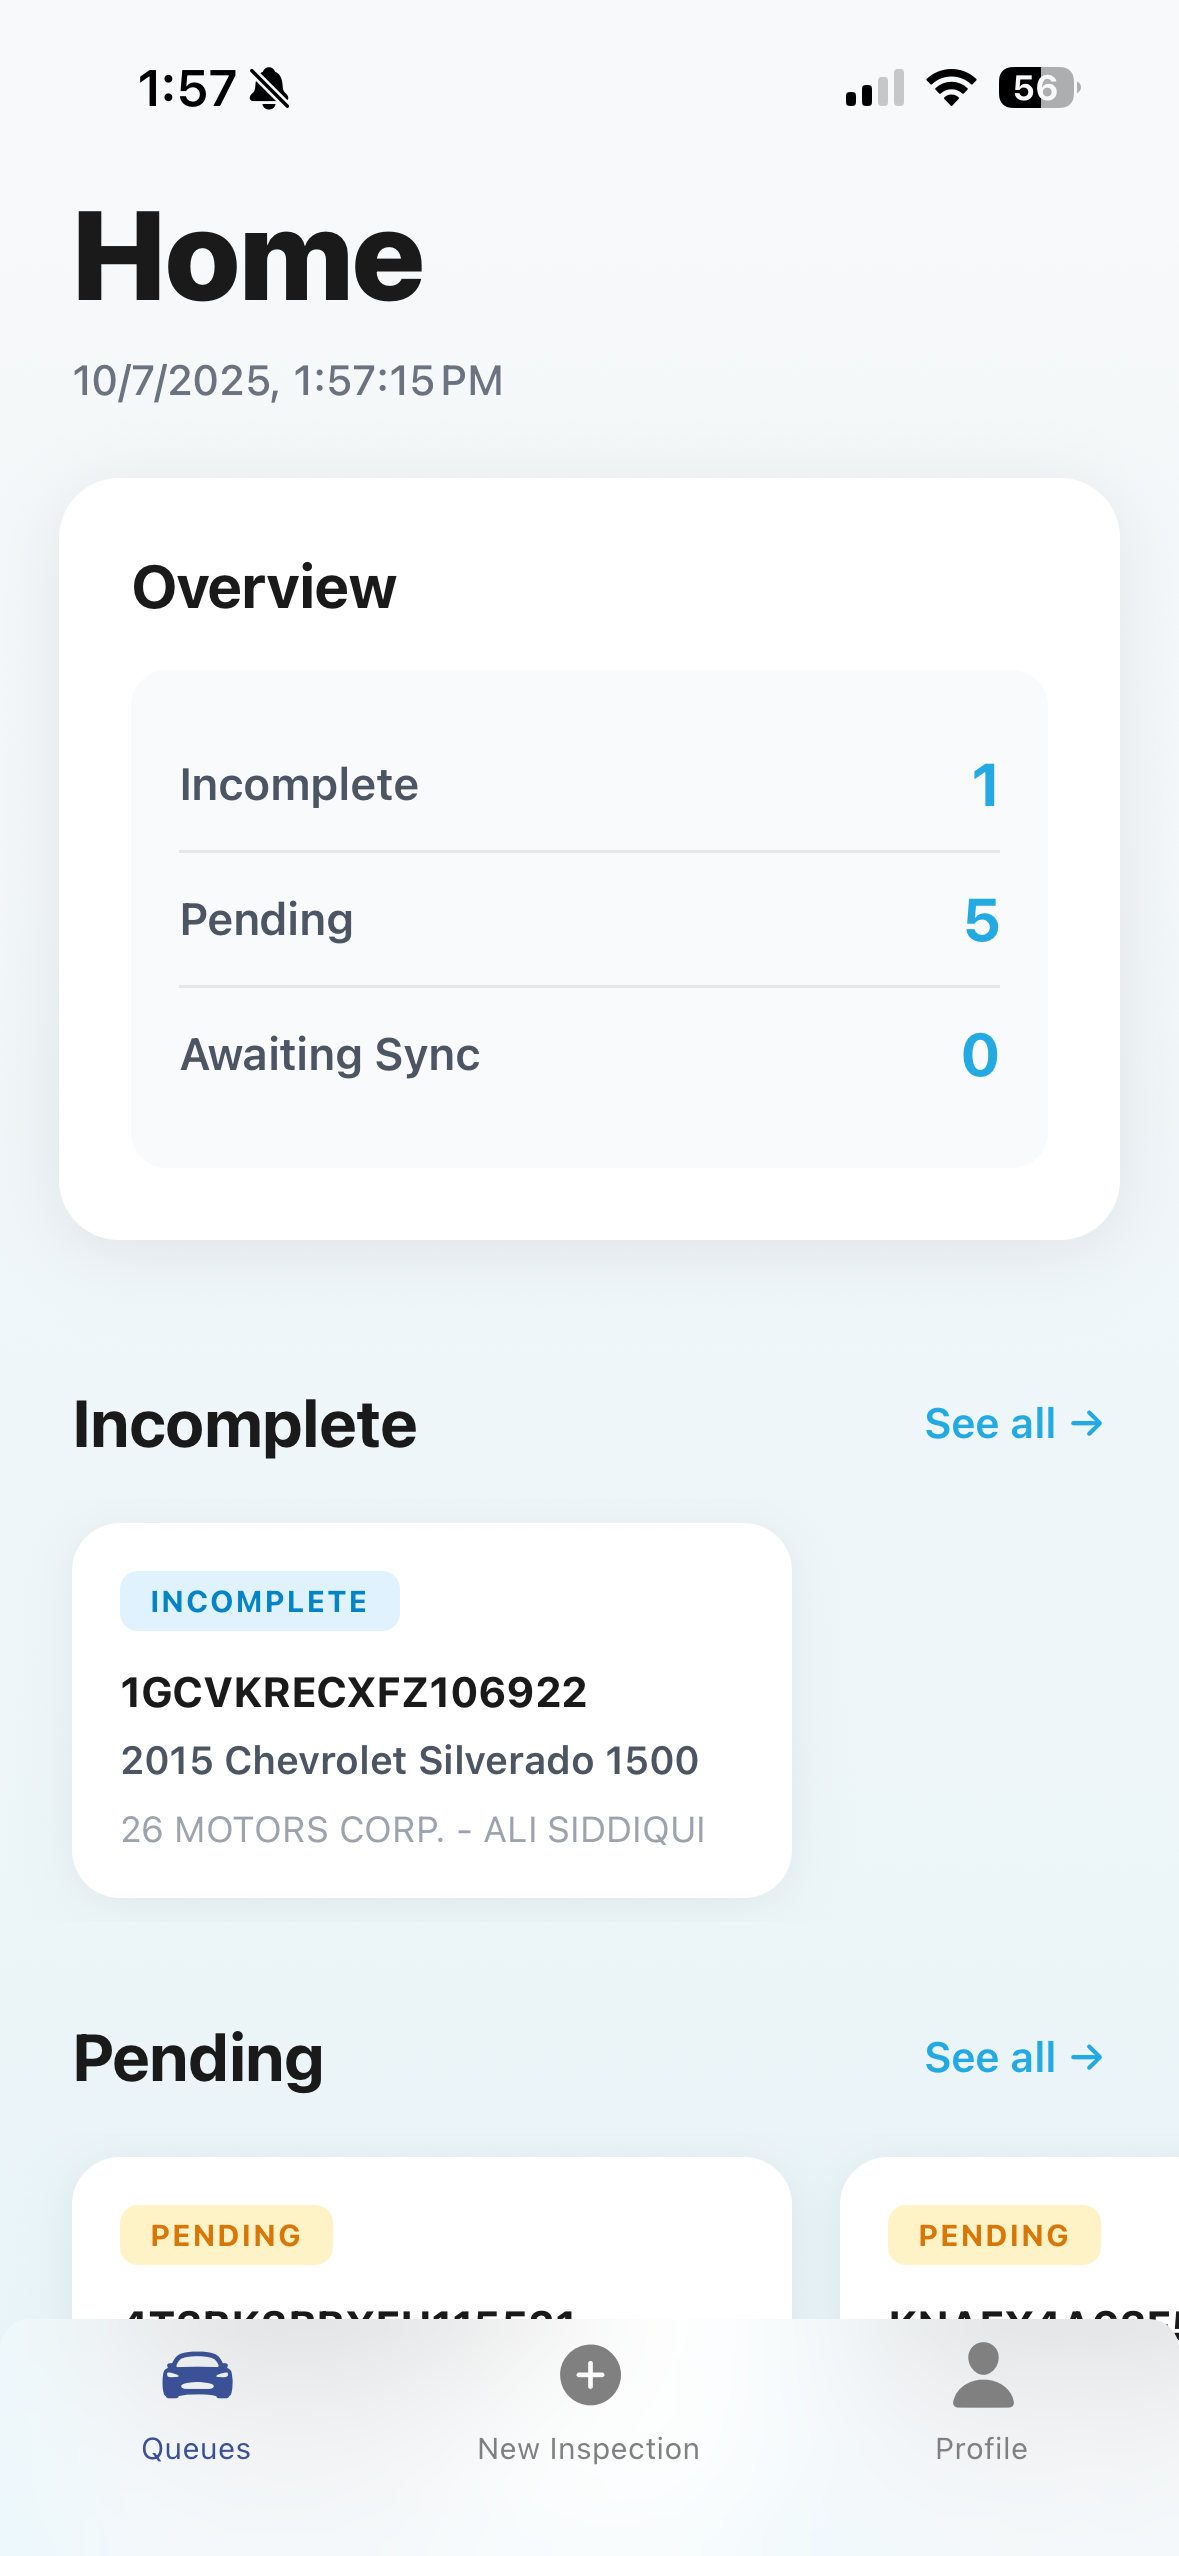 1:57
56
Home
10/7/2025, 1:57:15 PM
Overview
Incomplete 1
Pending 5
Awaiting Sync 0
Incomplete See all →
INCOMPLETE
1GCVKRECXFZ106922
2015 Chevrolet Silverado 1500
26 MOTORS CORP. - ALI SIDDIQUI
Pending See all →
PENDING PENDING
Queues New Inspection Profile